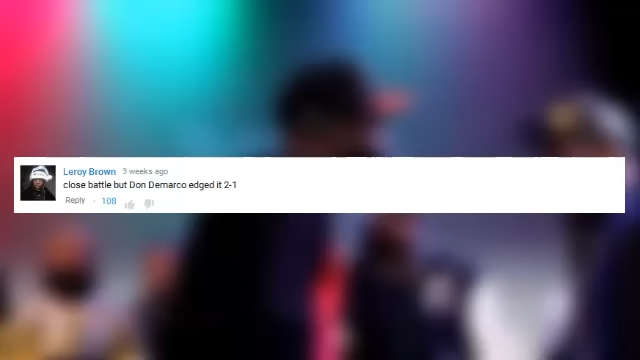 Leroy Brown 3 weeks ago
close battle but Don Demarco edged it 2-1
Reply · 108